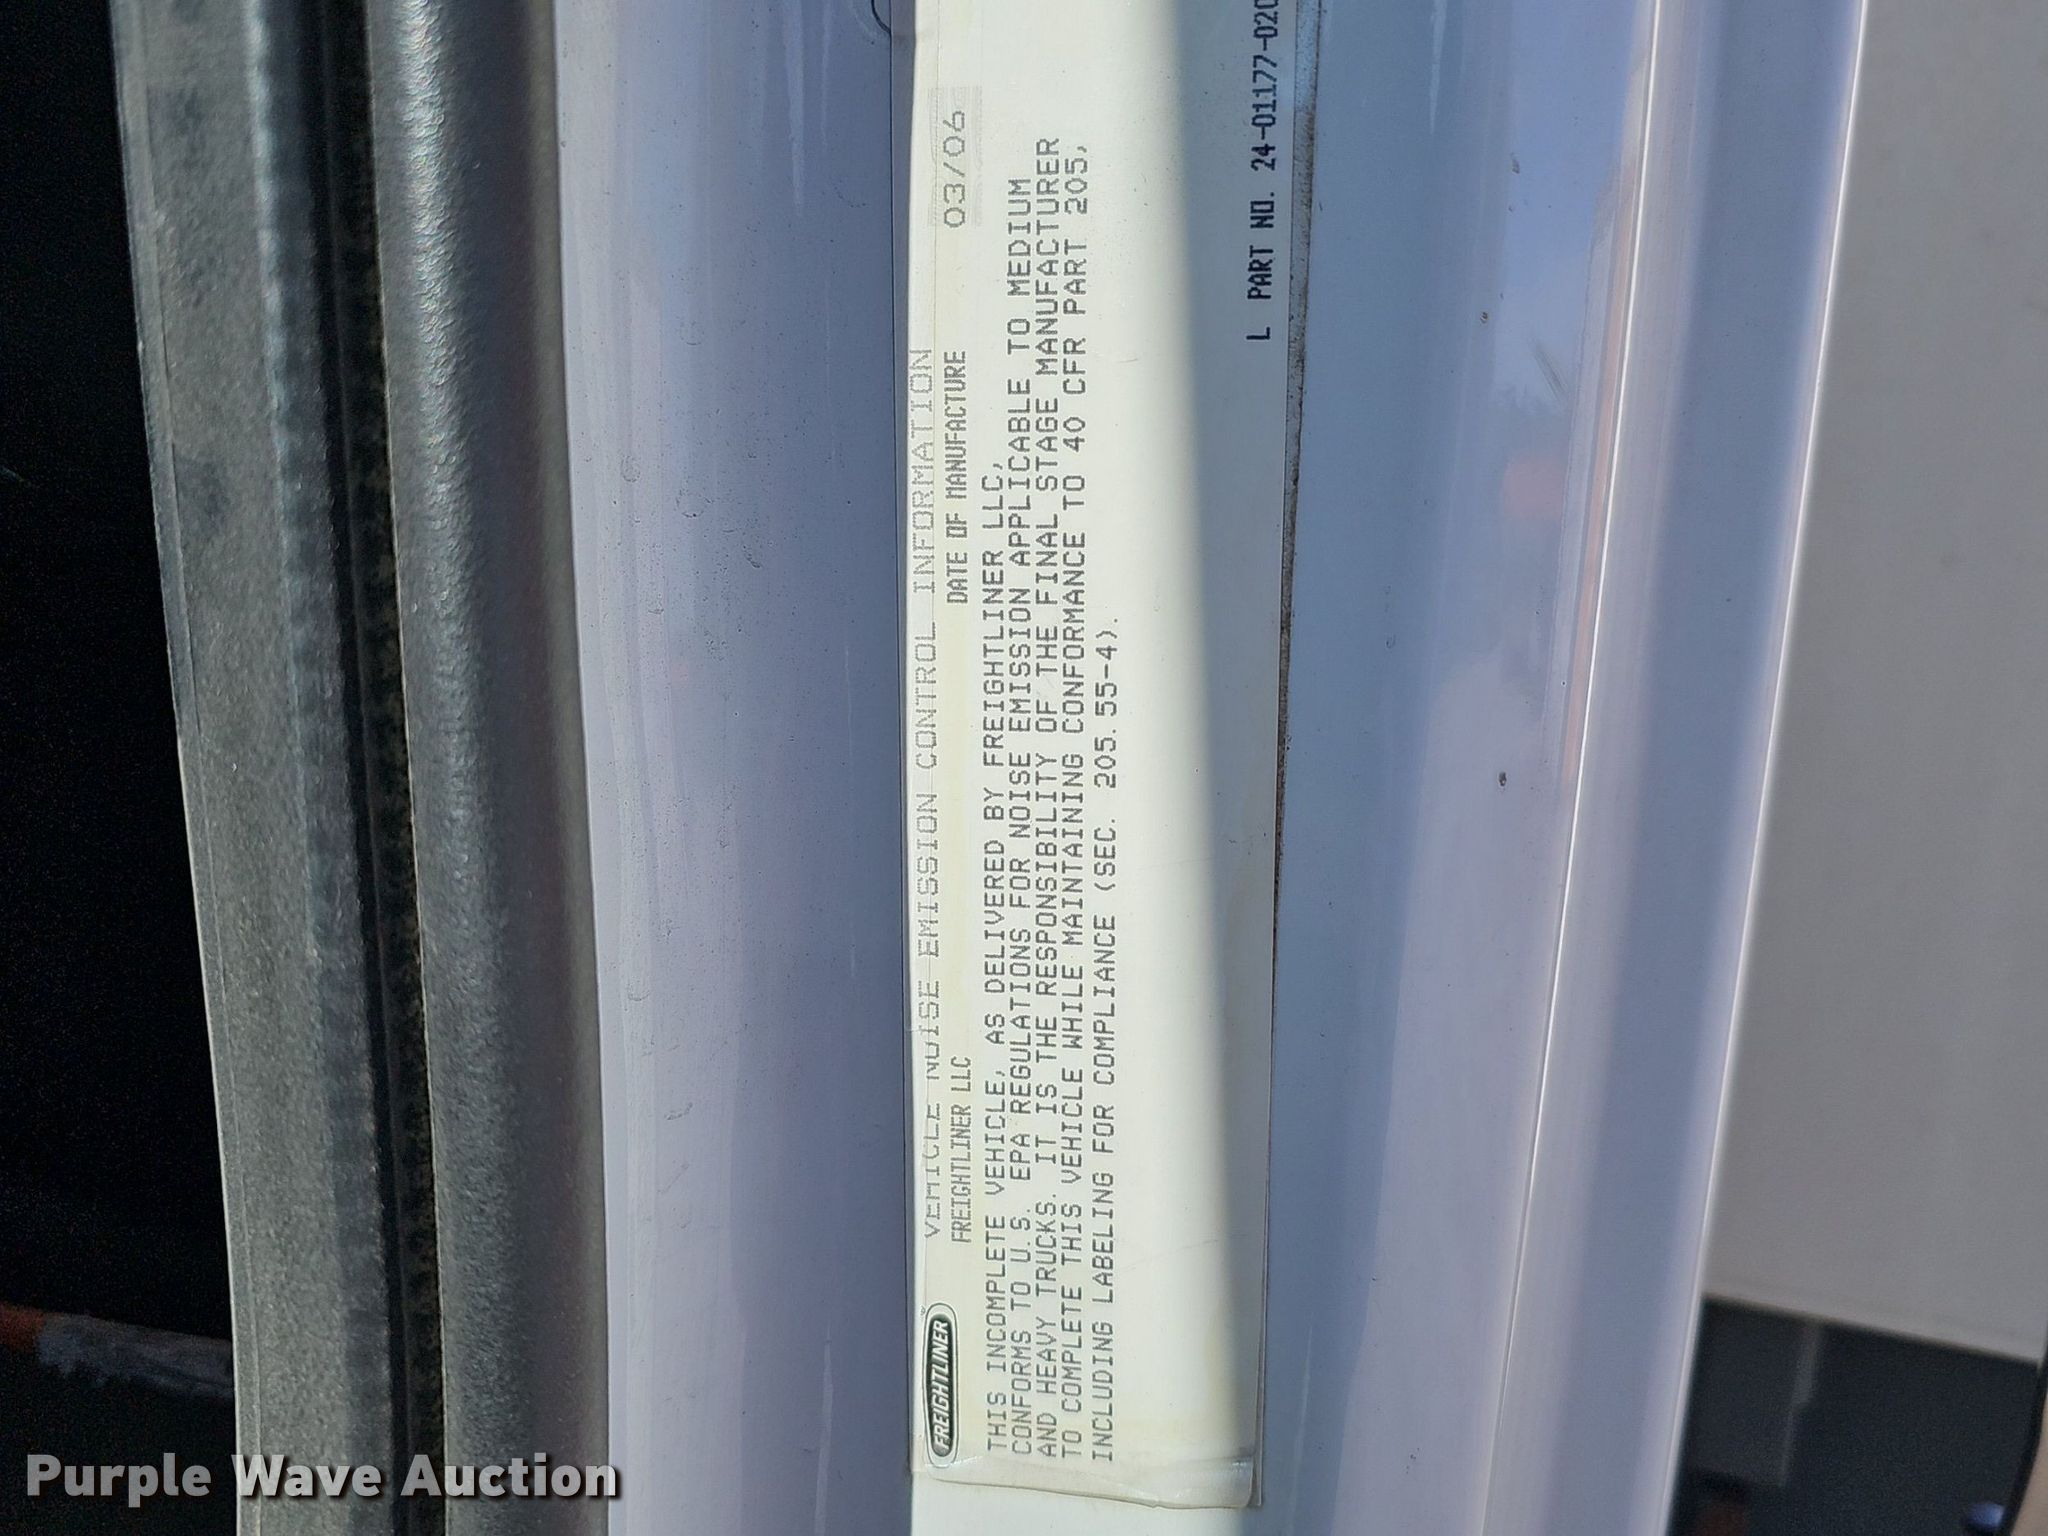 VEHICLE NOISE EMISSION CONTROL INFORMATION
FREIGHTLINER
FREIGHTLINER LLC DATE OF MANUFACTURE 03/06
THIS INCOMPLETE VEHICLE, AS DELIVERED BY FREIGHTLINER LLC,
CONFORMS TO U.S. EPA REGULATIONS FOR NOISE EMISSION APPLICABLE TO MEDIUM
AND HEAVY TRUCKS. IT IS THE RESPONSIBILITY OF THE FINAL STAGE MANUFACTURER
TO COMPLETE THIS VEHICLE WHILE MAINTAINING CONFORMANCE TO 40 CFR PART 205,
INCLUDING LABELING FOR COMPLIANCE (SEC. 205.55-4).
L PART NO. 24-01177-020
Purple Wave Auction